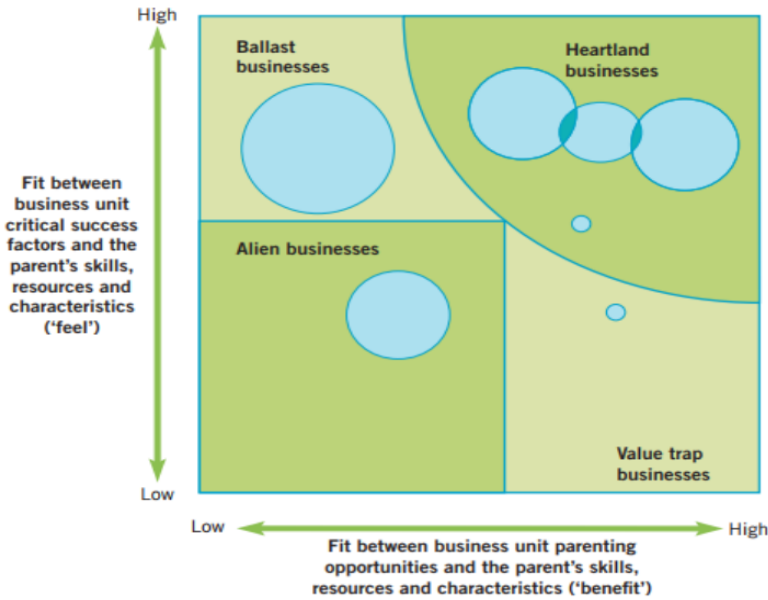 High
Ballast
businesses
Heartland
businesses
Fit between
business unit
critical success
factors and the
parent's skills,
resources and
characteristics
(‘feel’)
Alien businesses
Value trap
businesses
Low
Low
High
Fit between business unit parenting
opportunities and the parent's skills,
resources and characteristics (‘benefit’)